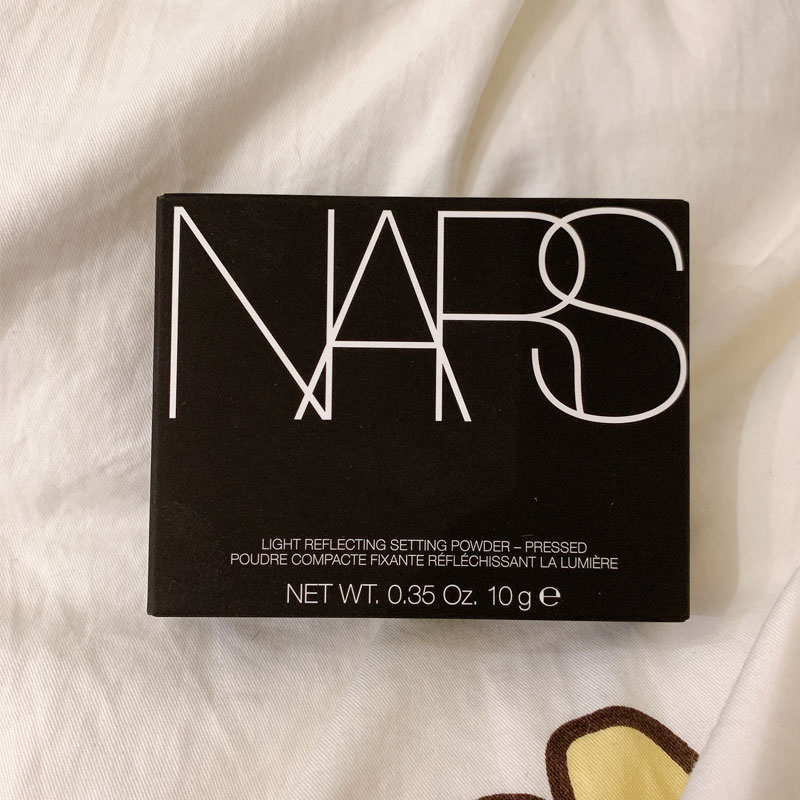 NARS
LIGHT REFLECTING SETTING POWDER – PRESSED
POUDRE COMPACTE FIXANTE RÉFLÉCHISSANT LA LUMIÈRE
NET WT. 0.35 Oz. 10 g ℮